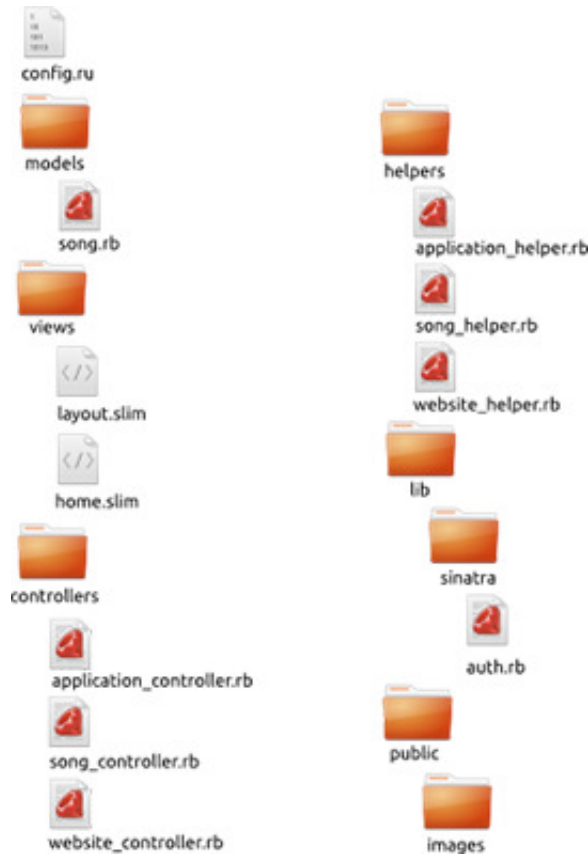 config.ru
models
song.rb
views
layout.slim
home.slim
controllers
application_controller.rb
song_controller.rb
website_controller.rb
helpers
application_helper.rb
song_helper.rb
website_helper.rb
lib
sinatra
auth.rb
public
images